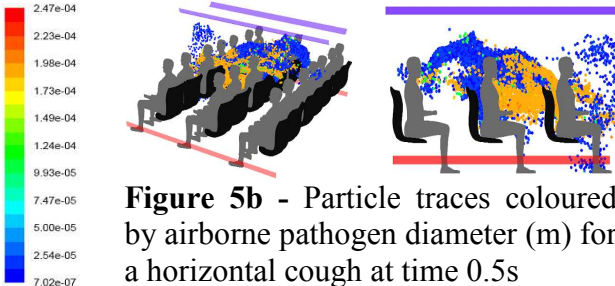 2.47e-04
2.23e-04
1.98e-04
1.73e-04
1.49e-04
1.24e-04
9.93e-05
7.47e-05
5.00e-05
2.54e-05
7.02e-07
Figure 5b - Particle traces coloured
by airborne pathogen diameter (m) for
a horizontal cough at time 0.5s